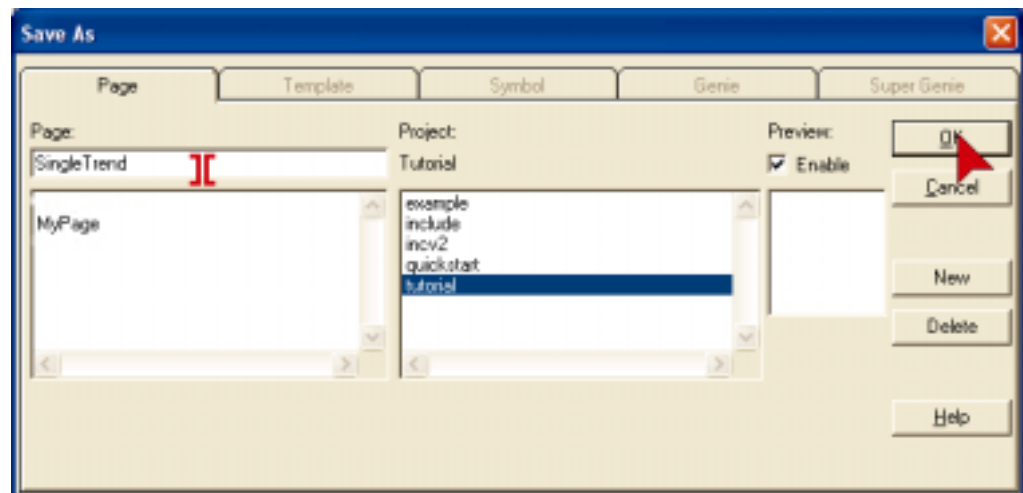 Save As
Page Template Symbol Genie Super Genie
Page: Project: Preview:
SingleTrend Tutorial Enable
MyPage
example
include
incv2
quickstart
tutorial
OK
Cancel
New
Delete
Help